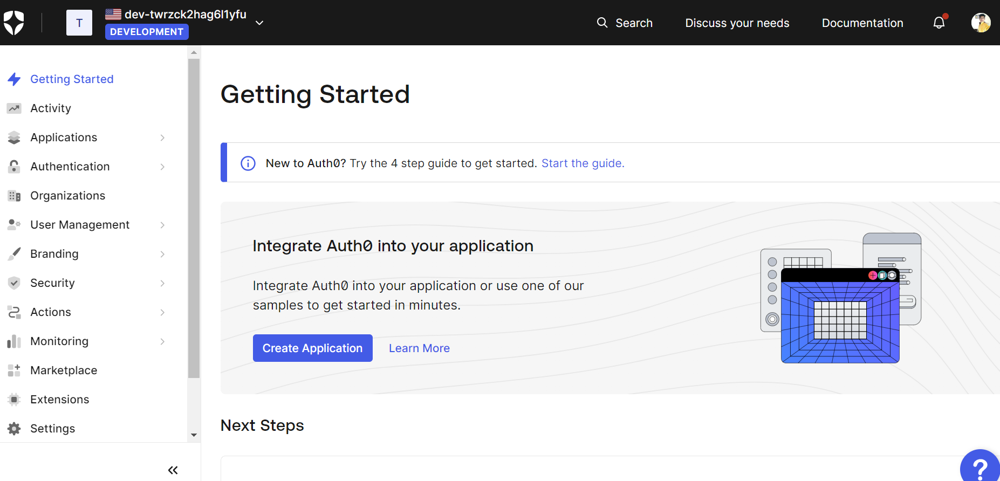 T
dev-twrzck2hag6l1yfu
DEVELOPMENT
Search
Discuss your needs
Documentation
Getting Started
Activity
Applications
Authentication
Organizations
User Management
Branding
Security
Actions
Monitoring
Marketplace
Extensions
Settings
Getting Started
New to Auth0? Try the 4 step guide to get started. Start the guide.
Integrate Auth0 into your application
Integrate Auth0 into your application or use one of our
samples to get started in minutes.
Create Application
Learn More
Next Steps
?